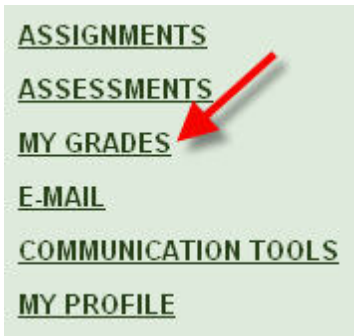 ASSIGNMENTS
ASSESSMENTS
MY GRADES
E-MAIL
COMMUNICATION TOOLS
MY PROFILE